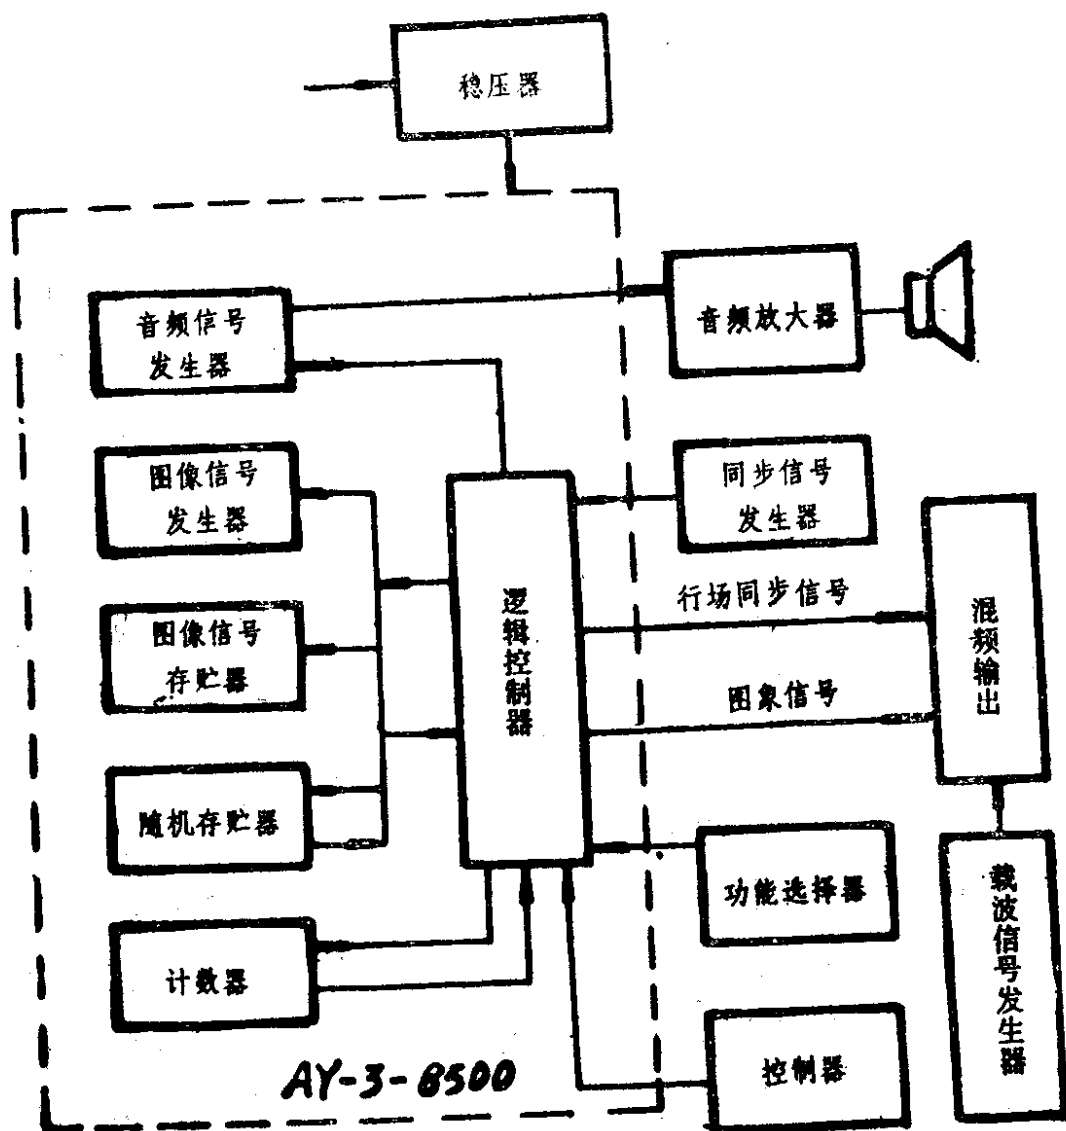 稳压器
音频信号
发生器
音频放大器
图像信号
发生器
同步信号
发生器
图像信号
存贮器
逻辑控制器
行场同步信号
图象信号
混频输出
随机存贮器
功能选择器
载波信号发生器
计数器
控制器
AY-3-8500